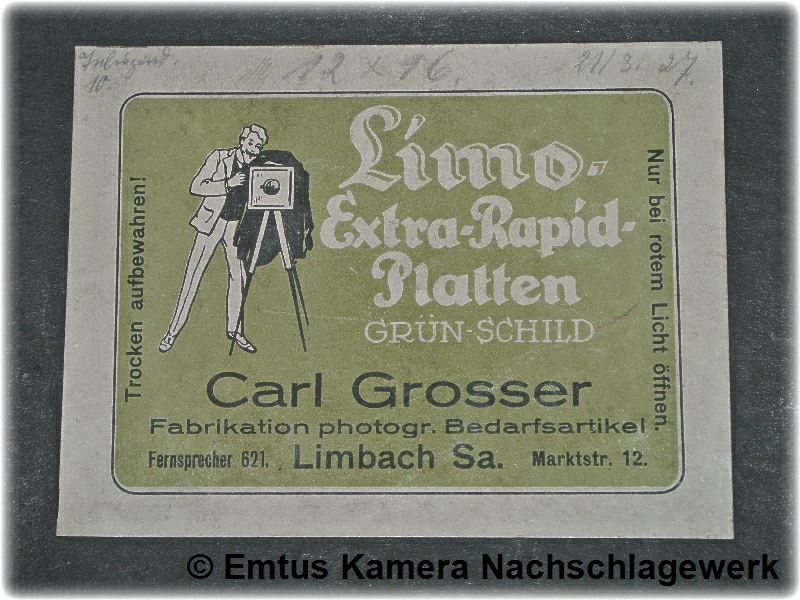 10.
12 x 16.
21/3. 27.
Trocken aufbewahren!
Limo-
Extra-Rapid-
Platten
GRÜN-SCHILD
Nur bei rotem Licht öffnen.
Carl Grosser
Fabrikation photogr. Bedarfsartikel
Fernsprecher 621. Limbach Sa. Marktstr. 12.
© Emtus Kamera Nachschlagewerk